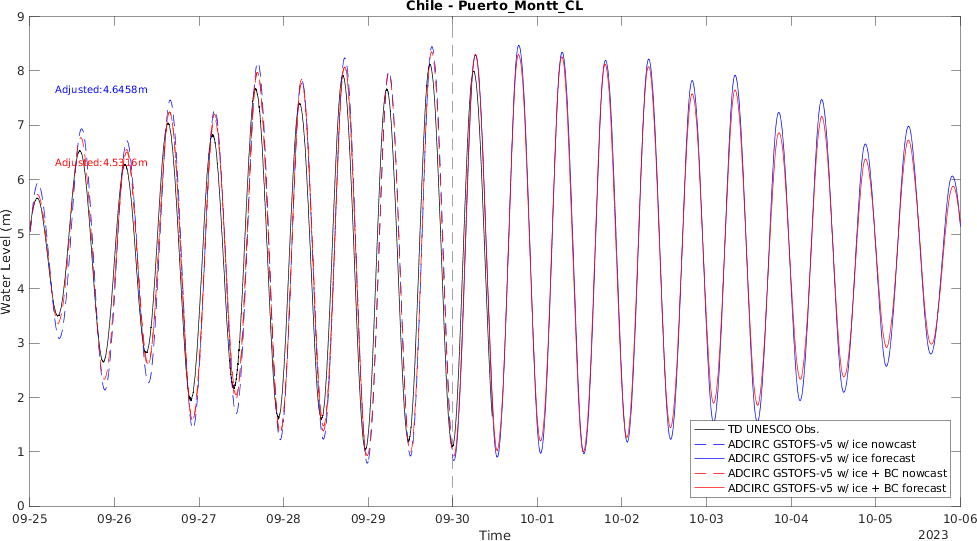 Chile - Puerto_Montt_CL
9
8
7
6
5
4
3
2
1
0
Water Level (m)
Adjusted:4.6458m
Adjusted:4.5316m
TD UNESCO Obs.
ADCIRC GSTOFS-v5 w/ ice nowcast
ADCIRC GSTOFS-v5 w/ ice forecast
ADCIRC GSTOFS-v5 w/ ice + BC nowcast
ADCIRC GSTOFS-v5 w/ ice + BC forecast
09-25 09-26 09-27 09-28 09-29 09-30 10-01 10-02 10-03 10-04 10-05 10-06
Time
2023